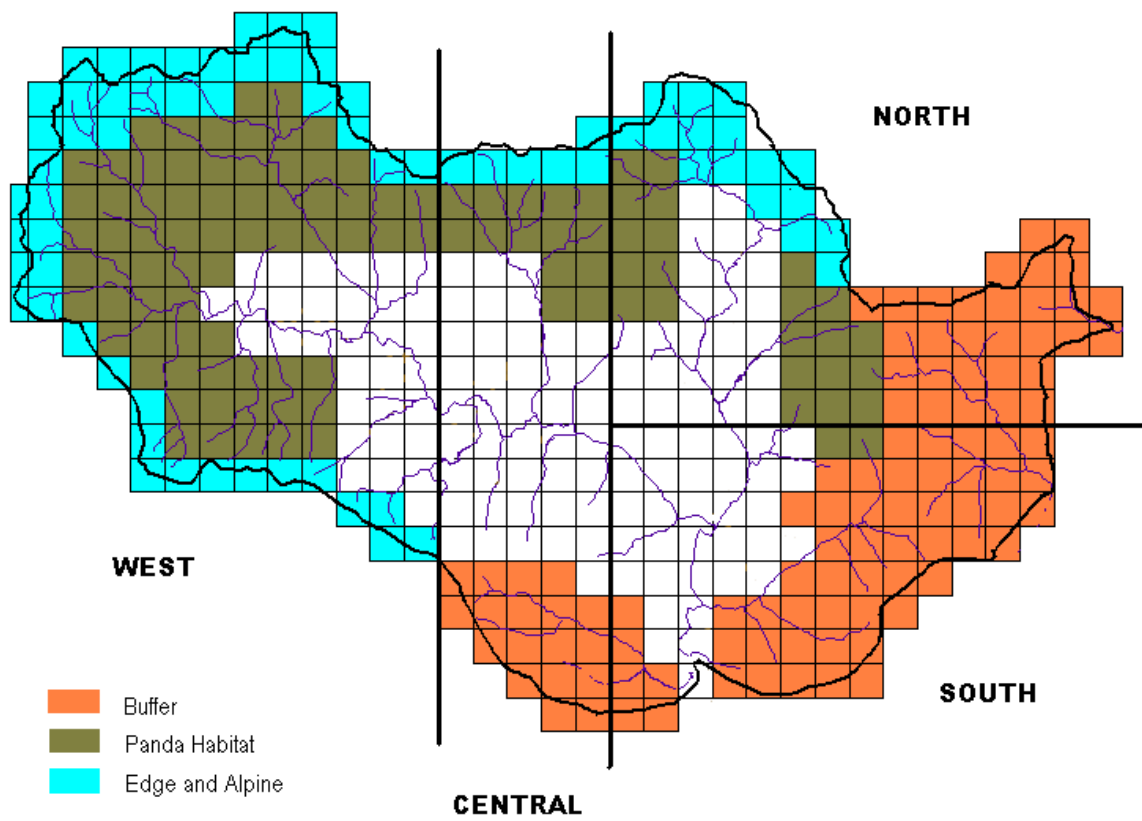 NORTH
WEST
SOUTH
Buffer
Panda Habitat
Edge and Alpine
CENTRAL